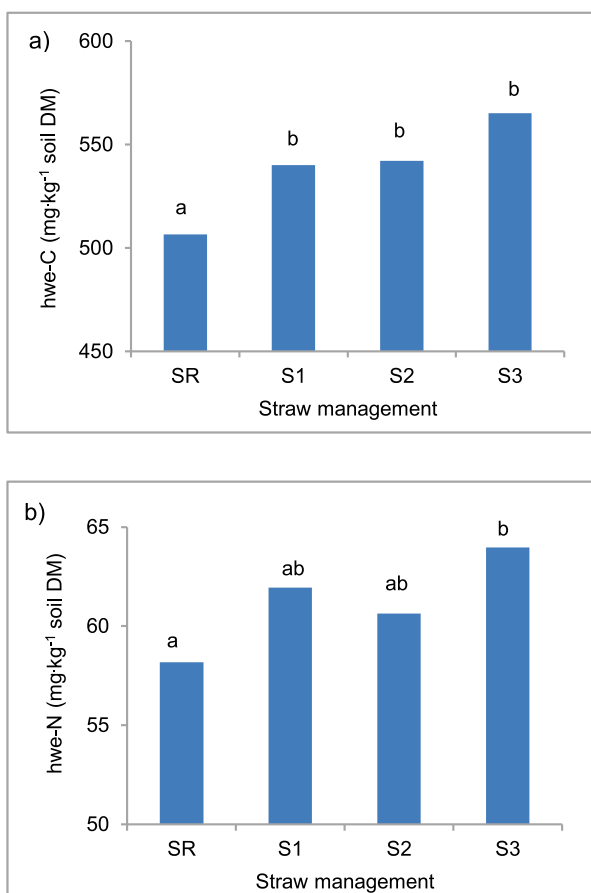 a)
hwe-C (mg·kg⁻¹ soil DM)
600
550
500
450
a
b
b
b
SR S1 S2 S3
Straw management
b)
hwe-N (mg·kg⁻¹ soil DM)
65
60
55
50
a
ab
ab
b
SR S1 S2 S3
Straw management